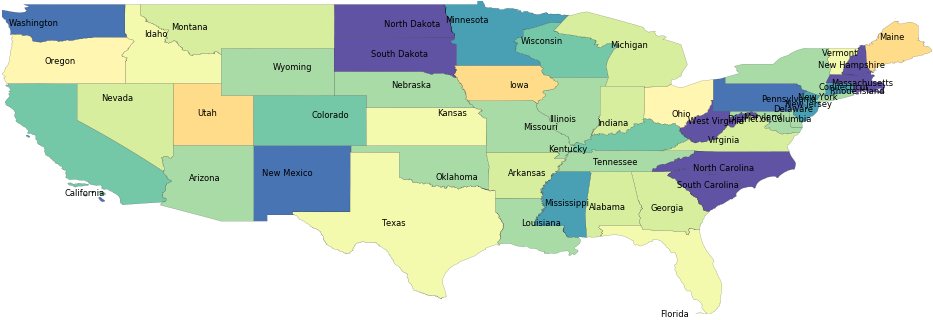 Washington
Montana
Idaho
North Dakota
Minnesota
Oregon
South Dakota
Wisconsin
Michigan
Maine
Vermont
New Hampshire
Wyoming
Nebraska
Iowa
Massachusetts
Connecticut
Rhode Island
Nevada
Utah
Colorado
Kansas
Missouri
Illinois
Indiana
Ohio
Pennsylvania
New York
New Jersey
Delaware
Maryland
District of Columbia
West Virginia
Virginia
Kentucky
Tennessee
North Carolina
South Carolina
California
Arizona
New Mexico
Oklahoma
Arkansas
Mississippi
Alabama
Georgia
Texas
Louisiana
Florida